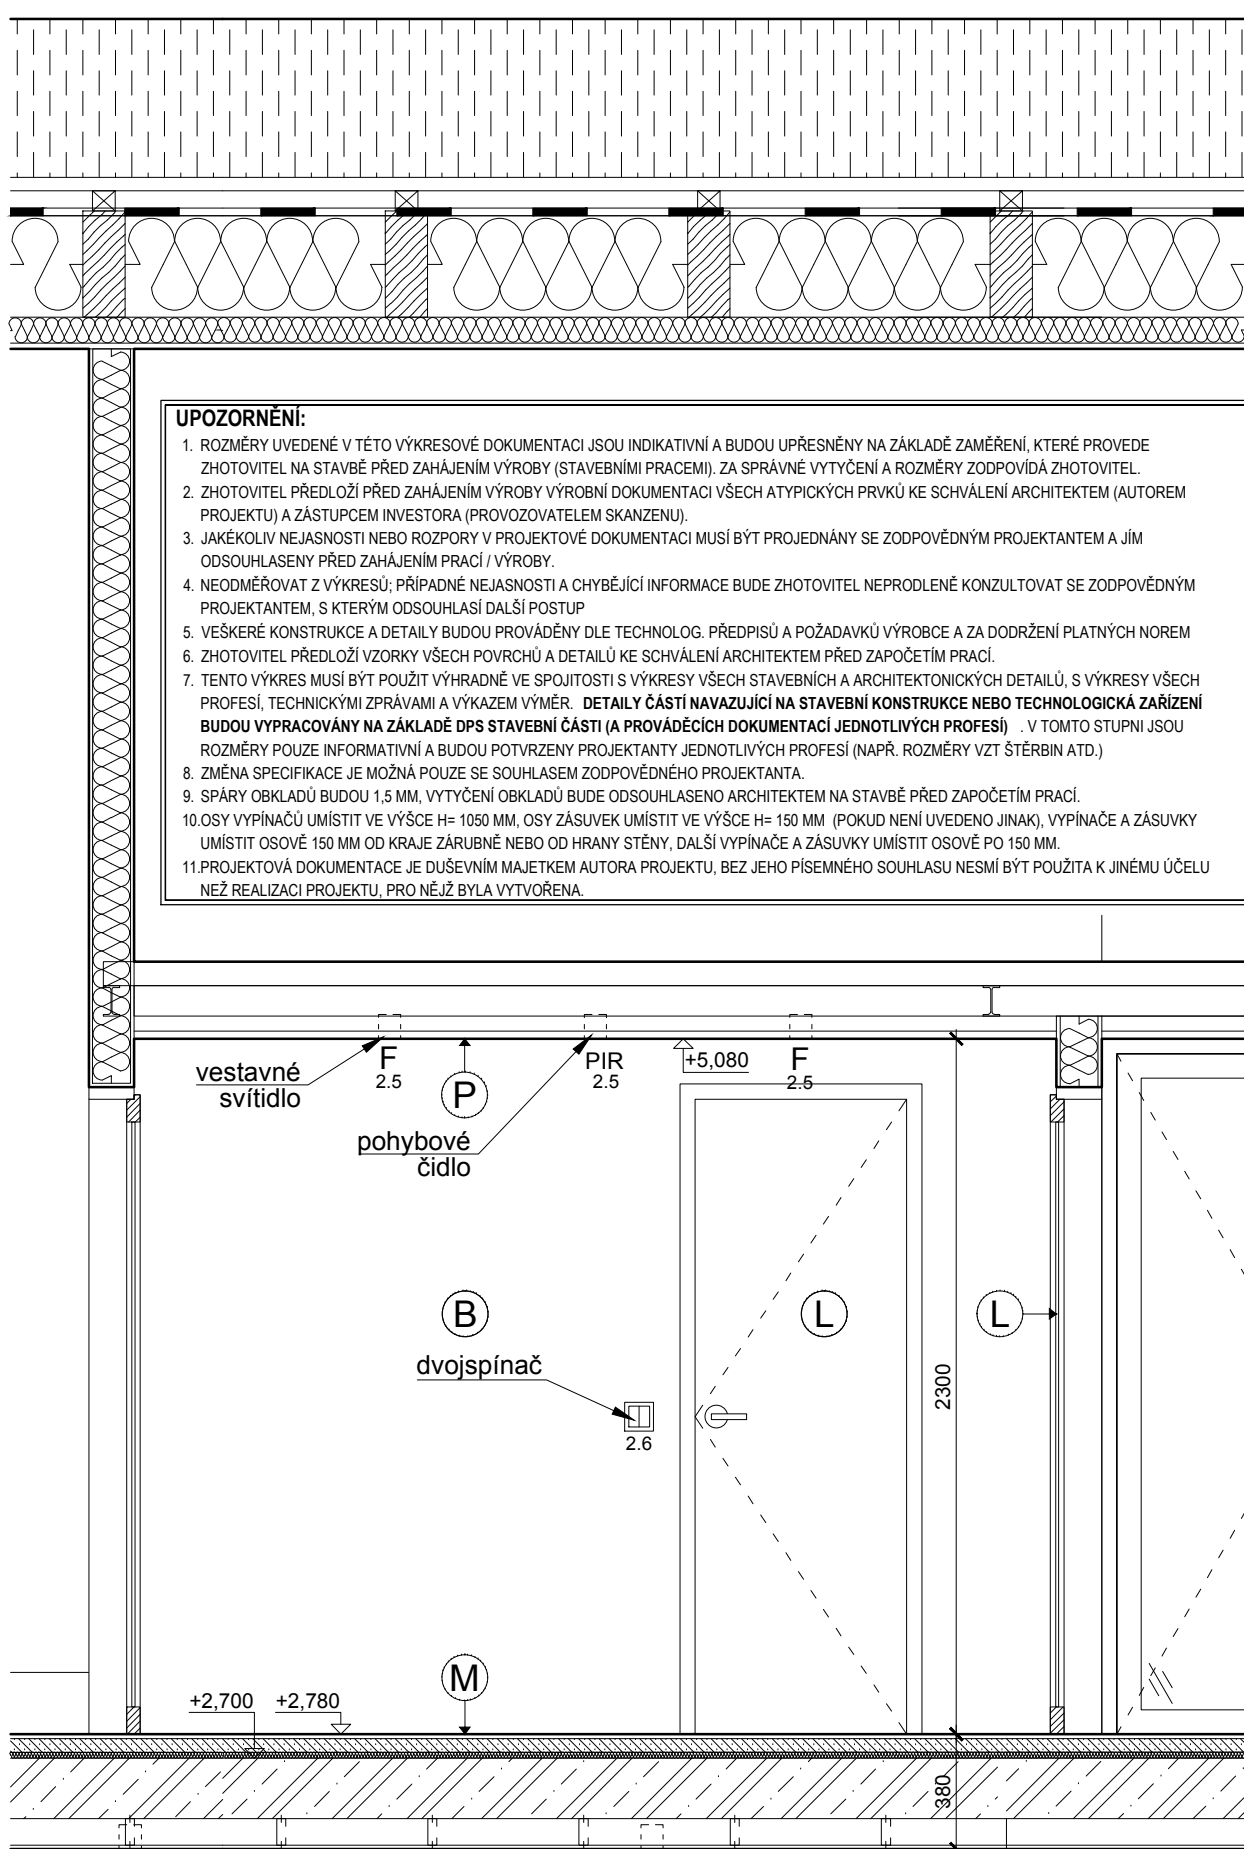 UPOZORNĚNÍ:
1. ROZMĚRY UVEDENÉ V TÉTO VÝKRESOVÉ DOKUMENTACI JSOU INDIKATIVNÍ A BUDOU UPŘESNĚNY NA ZÁKLADĚ ZAMĚŘENÍ, KTERÉ PROVEDE
ZHOTOVITEL NA STAVBĚ PŘED ZAHÁJENÍM VÝROBY (STAVEBNÍMI PRACEMI). ZA SPRÁVNÉ VYTYČENÍ A ROZMĚRY ZODPOVÍDÁ ZHOTOVITEL.
2. ZHOTOVITEL PŘEDLOŽÍ PŘED ZAHÁJENÍM VÝROBY VÝROBNÍ DOKUMENTACI VŠECH ATYPICKÝCH PRVKŮ KE SCHVÁLENÍ ARCHITEKTEM (AUTOREM
PROJEKTU) A ZÁSTUPCEM INVESTORA (PROVOZOVATELEM SKANZENU).
3. JAKÉKOLIV NEJASNOSTI NEBO ROZPORY V PROJEKTOVÉ DOKUMENTACI MUSÍ BÝT PROJEDNÁNY SE ZODPOVĚDNÝM PROJEKTANTEM A JÍM
ODSOUHLASENY PŘED ZAHÁJENÍM PRACÍ / VÝROBY.
4. NEODMĚŘOVAT Z VÝKRESŮ; PŘÍPADNÉ NEJASNOSTI A CHYBĚJÍCÍ INFORMACE BUDE ZHOTOVITEL NEPRODLENĚ KONZULTOVAT SE ZODPOVĚDNÝM
PROJEKTANTEM, S KTERÝM ODSOUHLASÍ DALŠÍ POSTUP
5. VEŠKERÉ KONSTRUKCE A DETAILY BUDOU PROVÁDĚNY DLE TECHNOLOG. PŘEDPISŮ A POŽADAVKŮ VÝROBCE A ZA DODRŽENÍ PLATNÝCH NOREM
6. ZHOTOVITEL PŘEDLOŽÍ VZORKY VŠECH POVRCHŮ A DETAILŮ KE SCHVÁLENÍ ARCHITEKTEM PŘED ZAPOČETÍM PRACÍ.
7. TENTO VÝKRES MUSÍ BÝT POUŽIT VÝHRADNĚ VE SPOJITOSTI S VÝKRESY VŠECH STAVEBNÍCH A ARCHITEKTONICKÝCH DETAILŮ, S VÝKRESY VŠECH
PROFESÍ, TECHNICKÝMI ZPRÁVAMI A VÝKAZEM VÝMĚR. DETAILY ČÁSTÍ NAVAZUJÍCÍ NA STAVEBNÍ KONSTRUKCE NEBO TECHNOLOGICKÁ ZAŘÍZENÍ
BUDOU VYPRACOVÁNY NA ZÁKLADĚ DPS STAVEBNÍ ČÁSTI (A PROVÁDĚCÍCH DOKUMENTACÍ JEDNOTLIVÝCH PROFESÍ) . V TOMTO STUPNI JSOU
ROZMĚRY POUZE INFORMATIVNÍ A BUDOU POTVRZENY PROJEKTANTY JEDNOTLIVÝCH PROFESÍ (NAPŘ. ROZMĚRY VZT ŠTĚRBIN ATD.)
8. ZMĚNA SPECIFIKACE JE MOŽNÁ POUZE SE SOUHLASEM ZODPOVĚDNÉHO PROJEKTANTA.
9. SPÁRY OBKLADŮ BUDOU 1,5 MM, VYTYČENÍ OBKLADŮ BUDE ODSOUHLASENO ARCHITEKTEM NA STAVBĚ PŘED ZAPOČETÍM PRACÍ.
10.OSY VYPÍNAČŮ UMÍSTIT VE VÝŠCE H= 1050 MM, OSY ZÁSUVEK UMÍSTIT VE VÝŠCE H= 150 MM (POKUD NENÍ UVEDENO JINAK), VYPÍNAČE A ZÁSUVKY
UMÍSTIT OSOVĚ 150 MM OD KRAJE ZÁRUBNĚ NEBO OD HRANY STĚNY, DALŠÍ VYPÍNAČE A ZÁSUVKY UMÍSTIT OSOVĚ PO 150 MM.
11.PROJEKTOVÁ DOKUMENTACE JE DUŠEVNÍM MAJETKEM AUTORA PROJEKTU, BEZ JEHO PÍSEMNÉHO SOUHLASU NESMÍ BÝT POUŽITA K JINÉMU ÚČELU
NEŽ REALIZACI PROJEKTU, PRO NĚJŽ BYLA VYTVOŘENA.
vestavné
svítidlo
F
2.5
P
PIR
2.5
+5,080
F
2.5
pohybové
čidlo
B
L
L
dvojspínač
2.6
2300
M
+2,700
+2,780
380